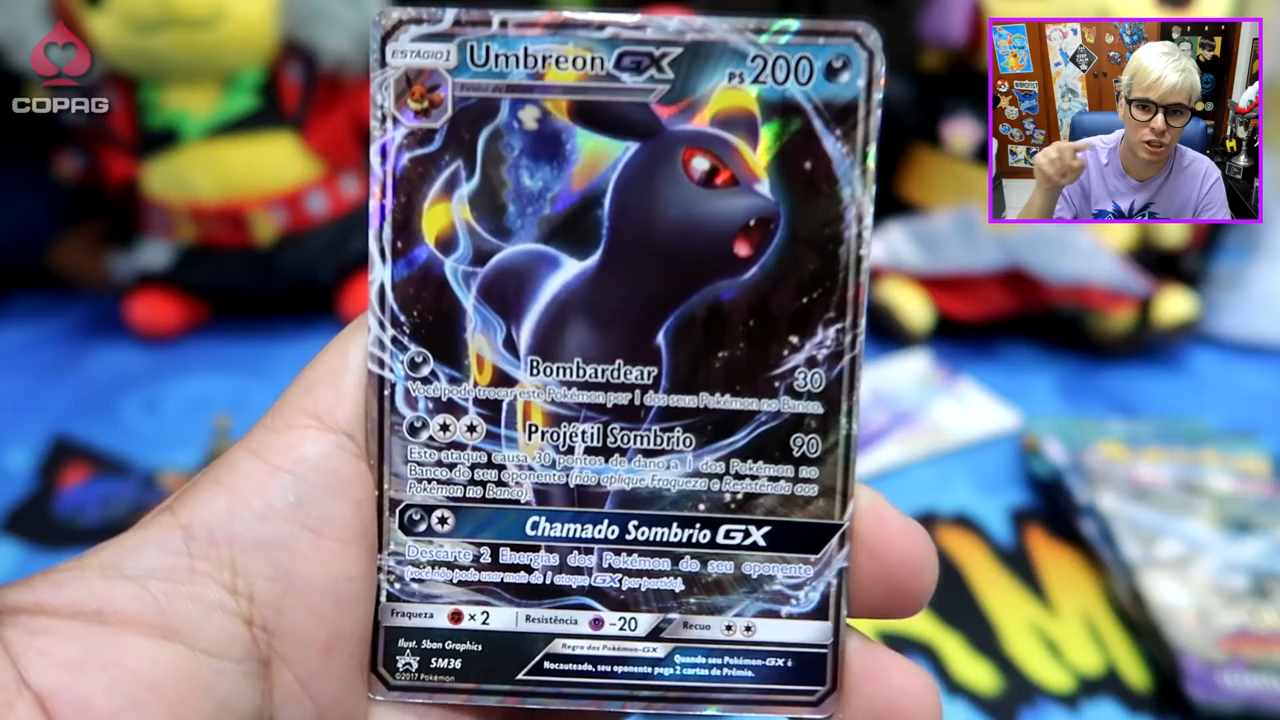 COPAG
ESTÁGIO 1
Umbreon GX
PS 200
Bombardear 30
Você pode trocar este Pokémon por 1 dos seus Pokémon no Banco.
Projétil Sombrio 90
Este ataque causa 30 pontos de dano a 1 dos Pokémon no
Banco do seu oponente (não aplique Fraqueza e Resistência aos
Pokémon no Banco).
Chamado Sombrio GX
Descarte 2 Energias dos Pokémon do seu oponente
(você não pode usar mais de 1 ataque GX por partida).
Fraqueza ×2 Resistência -20 Recuo
Ilust. 5ban Graphics
SM36
©2017 Pokémon
Regra dos Pokémon-GX
Quando seu Pokémon-GX é
Nocauteado, seu oponente pega 2 cartas de Prêmio.